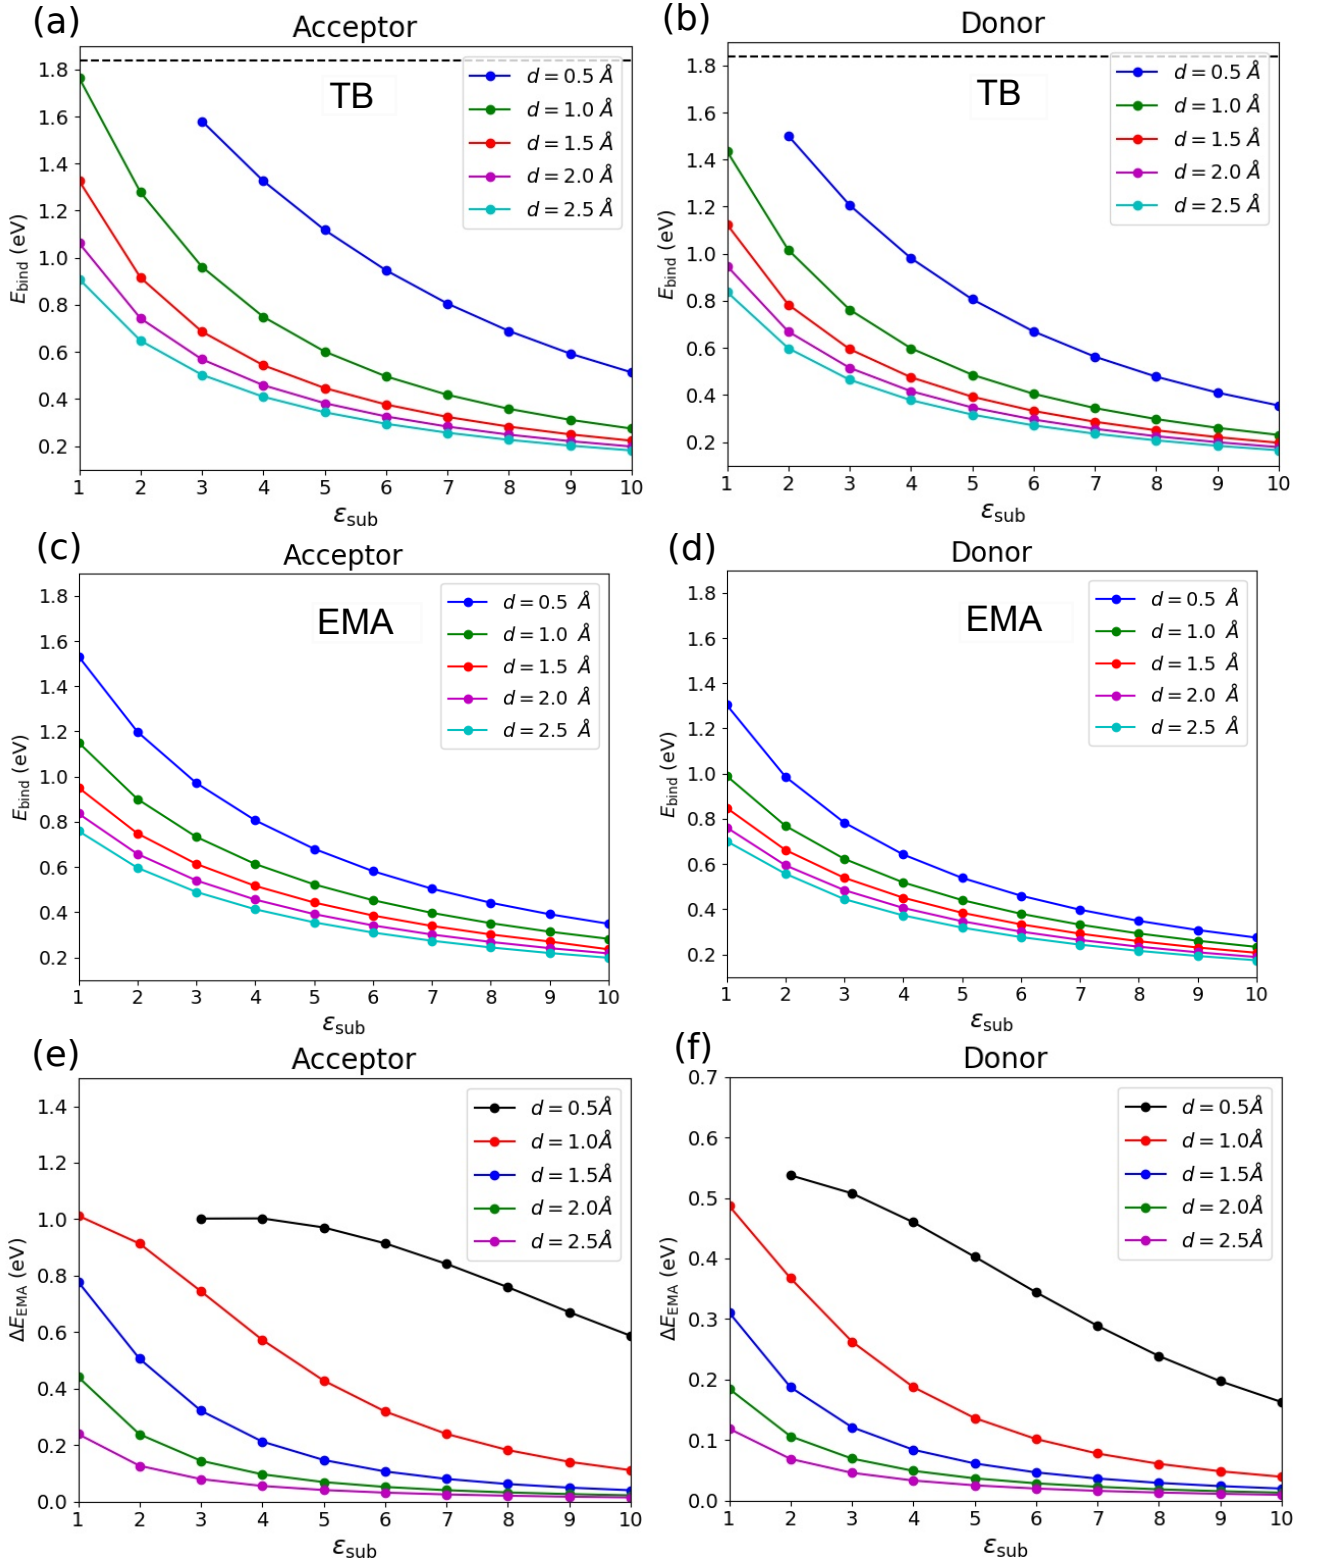 (a)
Acceptor
TB
d = 0.5 Å
d = 1.0 Å
d = 1.5 Å
d = 2.0 Å
d = 2.5 Å
1.8
1.6
1.4
1.2
1.0
0.8
0.6
0.4
0.2
E_bind (eV)
1 2 3 4 5 6 7 8 9 10
ε_sub
(b)
Donor
TB
d = 0.5 Å
d = 1.0 Å
d = 1.5 Å
d = 2.0 Å
d = 2.5 Å
1.8
1.6
1.4
1.2
1.0
0.8
0.6
0.4
0.2
E_bind (eV)
1 2 3 4 5 6 7 8 9 10
ε_sub
(c)
Acceptor
EMA
d = 0.5 Å
d = 1.0 Å
d = 1.5 Å
d = 2.0 Å
d = 2.5 Å
1.8
1.6
1.4
1.2
1.0
0.8
0.6
0.4
0.2
E_bind (eV)
1 2 3 4 5 6 7 8 9 10
ε_sub
(d)
Donor
EMA
d = 0.5 Å
d = 1.0 Å
d = 1.5 Å
d = 2.0 Å
d = 2.5 Å
1.8
1.6
1.4
1.2
1.0
0.8
0.6
0.4
0.2
E_bind (eV)
1 2 3 4 5 6 7 8 9 10
ε_sub
(e)
Acceptor
d = 0.5Å
d = 1.0Å
d = 1.5Å
d = 2.0Å
d = 2.5Å
1.4
1.2
1.0
0.8
0.6
0.4
0.2
0.0
ΔE_EMA (eV)
1 2 3 4 5 6 7 8 9 10
ε_sub
(f)
Donor
d = 0.5Å
d = 1.0Å
d = 1.5Å
d = 2.0Å
d = 2.5Å
0.7
0.6
0.5
0.4
0.3
0.2
0.1
0.0
ΔE_EMA (eV)
1 2 3 4 5 6 7 8 9 10
ε_sub